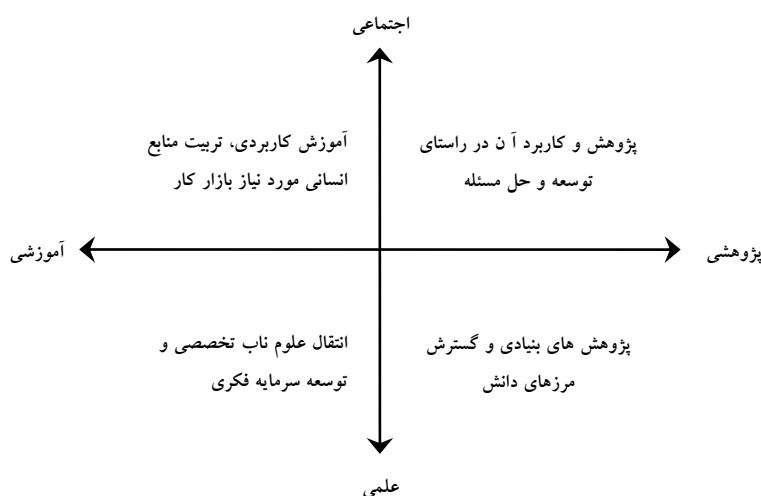 اجتماعی
پژوهش و کاربرد آ ن در راستای
توسعه و حل مسئله
آموزش کاربردی، تربیت منابع
انسانی مورد نیاز بازار کار
پژوهشی
آموزشی
پژوهش های بنیادی و گسترش
مرزهای دانش
انتقال علوم ناب تخصصی و
توسعه سرمایه فکری
علمی